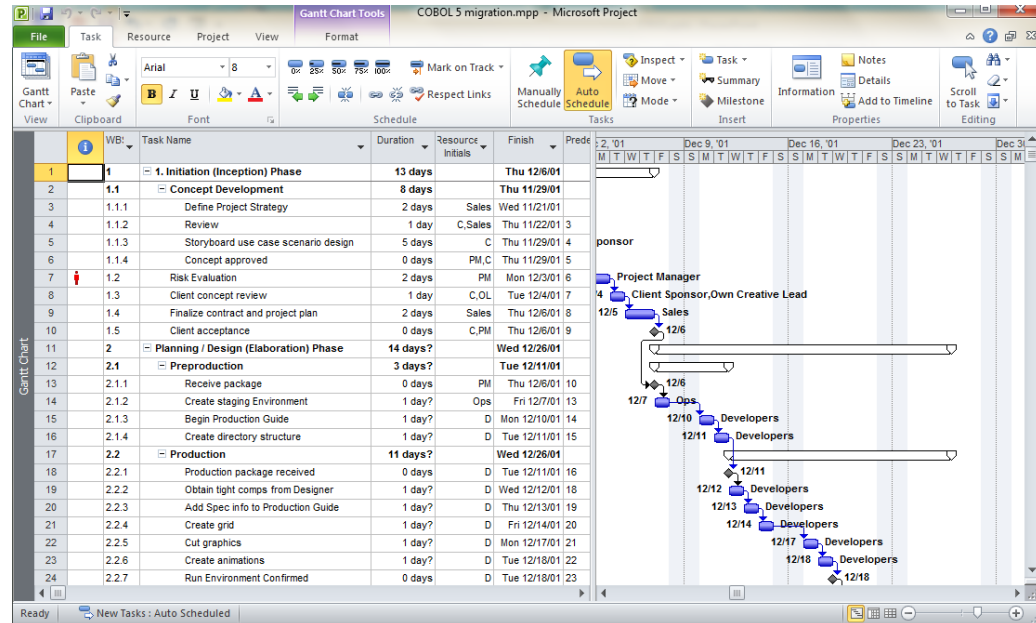 Gantt Chart Tools COBOL 5 migration.mpp - Microsoft Project
File Task Resource Project View Format
Gantt Chart
Paste
Arial 8
B I U A
0% 25% 50% 75% 100%
Mark on Track
Respect Links
Manually Schedule
Auto Schedule
Inspect
Move
Mode
Task
Summary
Milestone
Information
Notes
Details
Add to Timeline
Scroll to Task
View Clipboard Font Schedule Tasks Insert Properties Editing
WB: Task Name Duration Resource Initials Finish Prede
1 1 1. Initiation (Inception) Phase 13 days Thu 12/6/01
2 1.1 Concept Development 8 days Thu 11/29/01
3 1.1.1 Define Project Strategy 2 days Sales Wed 11/21/01
4 1.1.2 Review 1 day C,Sales Thu 11/22/01 3
5 1.1.3 Storyboard use case scenario design 5 days C Thu 11/29/01 4
6 1.1.4 Concept approved 0 days PM,C Thu 11/29/01 5
7 1.2 Risk Evaluation 2 days PM Mon 12/3/01 6
8 1.3 Client concept review 1 day C,OL Tue 12/4/01 7
9 1.4 Finalize contract and project plan 2 days Sales Thu 12/6/01 8
10 1.5 Client acceptance 0 days C,PM Thu 12/6/01 9
11 2 Planning / Design (Elaboration) Phase 14 days? Wed 12/26/01
12 2.1 Preproduction 3 days? Tue 12/11/01
13 2.1.1 Receive package 0 days PM Thu 12/6/01 10
14 2.1.2 Create staging Environment 1 day? Ops Fri 12/7/01 13
15 2.1.3 Begin Production Guide 1 day? D Mon 12/10/01 14
16 2.1.4 Create directory structure 1 day? D Tue 12/11/01 15
17 2.2 Production 11 days? Wed 12/26/01
18 2.2.1 Production package received 0 days D Tue 12/11/01 16
19 2.2.2 Obtain tight comps from Designer 1 day? D Wed 12/12/01 18
20 2.2.3 Add Spec info to Production Guide 1 day? D Thu 12/13/01 19
21 2.2.4 Create grid 1 day? D Fri 12/14/01 20
22 2.2.5 Cut graphics 1 day? D Mon 12/17/01 21
23 2.2.6 Create animations 1 day? D Tue 12/18/01 22
24 2.2.7 Run Environment Confirmed 0 days D Tue 12/18/01 23
2, '01 Dec 9, '01 Dec 16, '01 Dec 23, '01 Dec 3
M T W T F S S M T W T F S S M T W T F S S M T W T F S S M
ponsor
Project Manager
'4 Client Sponsor,Own Creative Lead
12/5 Sales
12/6
12/6
12/7 Ops
12/10 Developers
12/11 Developers
12/11
12/12 Developers
12/13 Developers
12/14 Developers
12/17 Developers
12/18 Developers
12/18
Gantt Chart
Ready New Tasks : Auto Scheduled